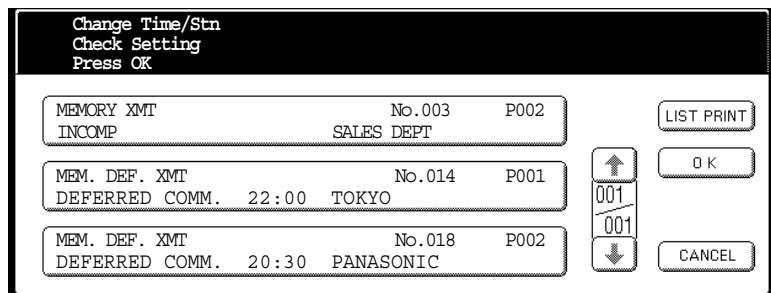 Change Time/Stn
Check Setting
Press OK
MEMORY XMT No.003 P002
INCOMP SALES DEPT
LIST PRINT
MEM. DEF. XMT No.014 P001
DEFERRED COMM. 22:00 TOKYO
OK
001
001
MEM. DEF. XMT No.018 P002
DEFERRED COMM. 20:30 PANASONIC
CANCEL